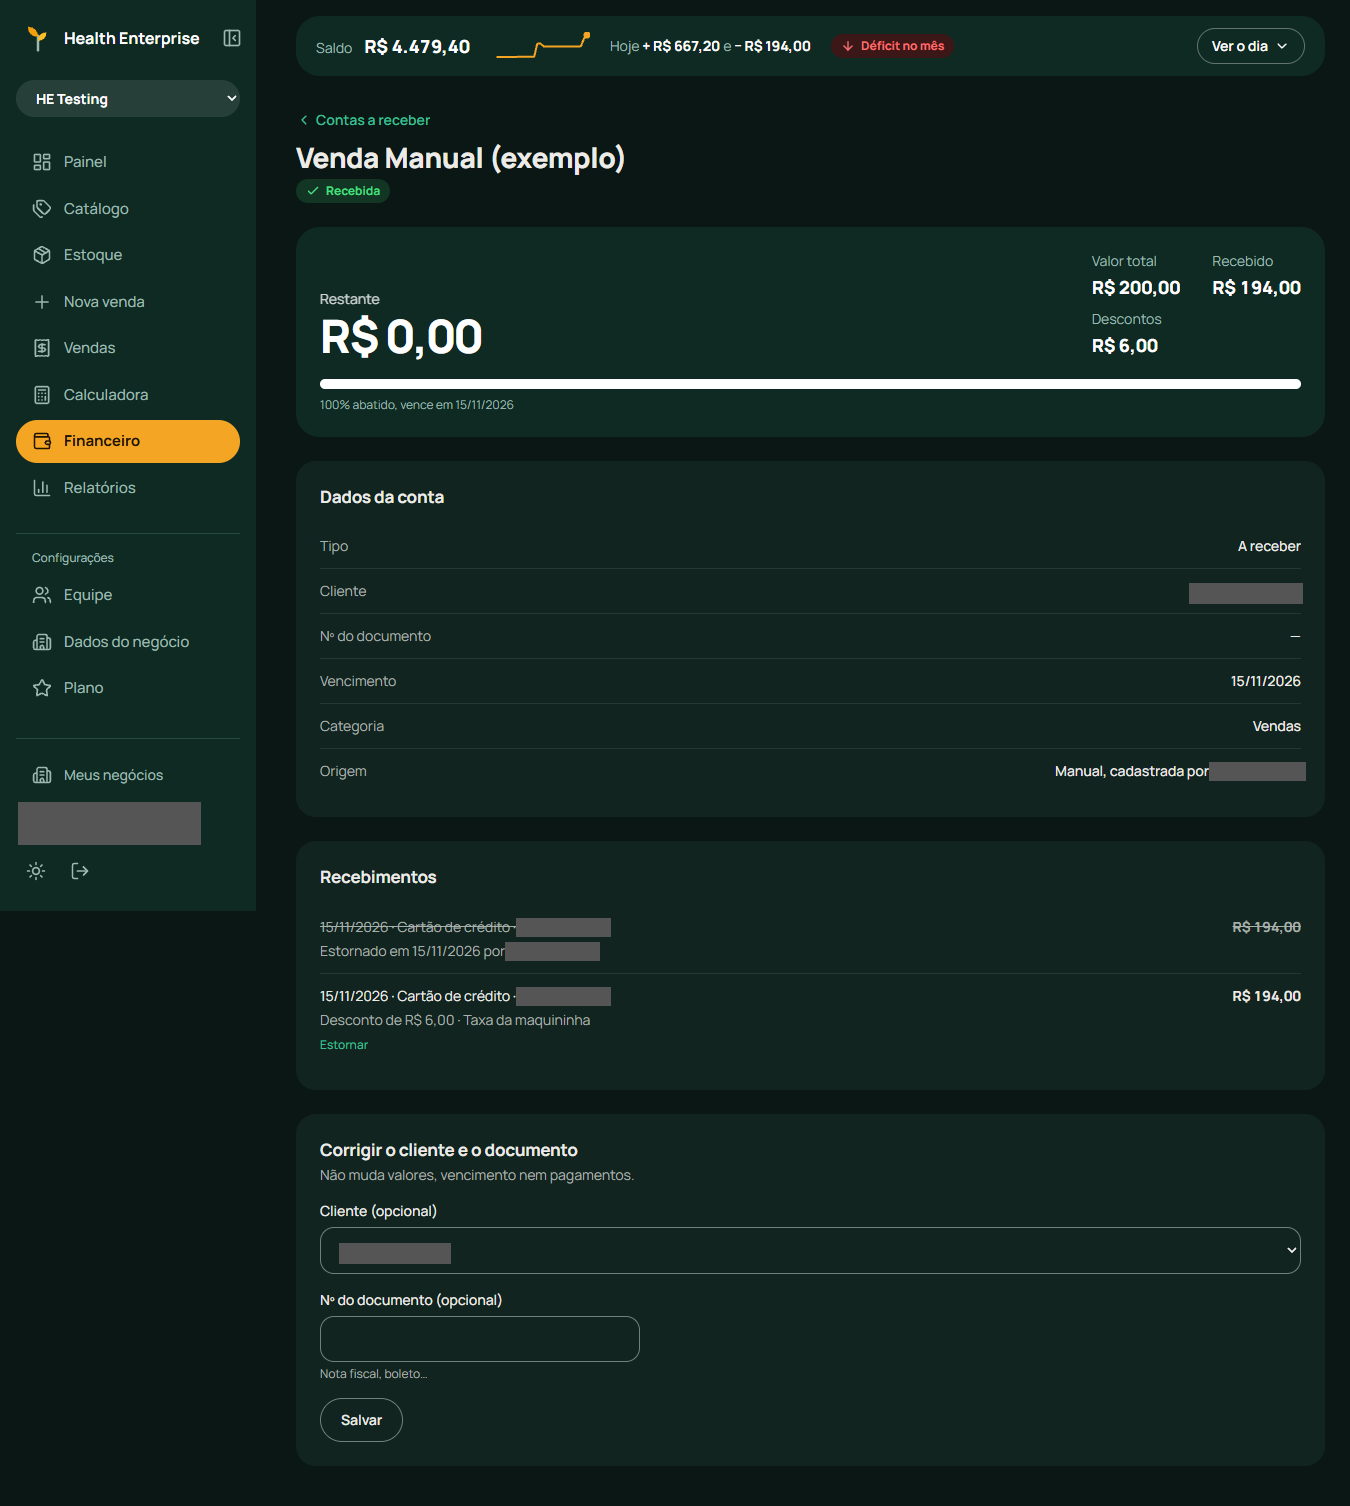 Health Enterprise
HE Testing
Painel
Catálogo
Estoque
Nova venda
Vendas
Calculadora
Financeiro
Relatórios
Configurações
Equipe
Dados do negócio
Plano
Meus negócios
Saldo R$ 4.479,40 Hoje + R$ 667,20 e − R$ 194,00 Déficit no mês Ver o dia
Contas a receber
Venda Manual (exemplo)
Recebida
Restante
R$ 0,00
Valor total
R$ 200,00
Recebido
R$ 194,00
Descontos
R$ 6,00
100% abatido, vence em 15/11/2026
Dados da conta
Tipo A receber
Cliente
Nº do documento —
Vencimento 15/11/2026
Categoria Vendas
Origem Manual, cadastrada por
Recebimentos
15/11/2026 · Cartão de crédito · R$ 194,00
Estornado em 15/11/2026 por
15/11/2026 · Cartão de crédito · R$ 194,00
Desconto de R$ 6,00 · Taxa da maquininha
Estornar
Corrigir o cliente e o documento
Não muda valores, vencimento nem pagamentos.
Cliente (opcional)
Nº do documento (opcional)
Nota fiscal, boleto…
Salvar